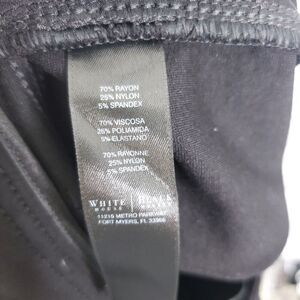 70% RAYON
25% NYLON
5% SPANDEX
70% VISCOSA
25% POLIAMIDA
5% ELASTANO
70% RAYONNE
25% NYLON
5% SPANDEX
WHITE BLACK
HOUSE MARKET
11215 METRO PARKWAY
FORT MYERS, FL 33966